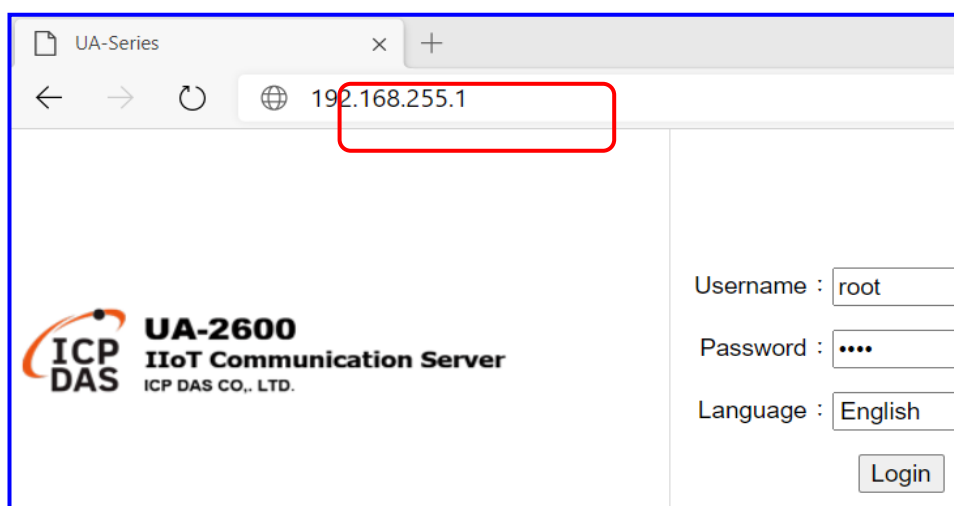 UA-Series
192.168.255.1
Username : root
Password : ••••
Language : English
Login
ICP DAS
UA-2600
IIoT Communication Server
ICP DAS CO,. LTD.